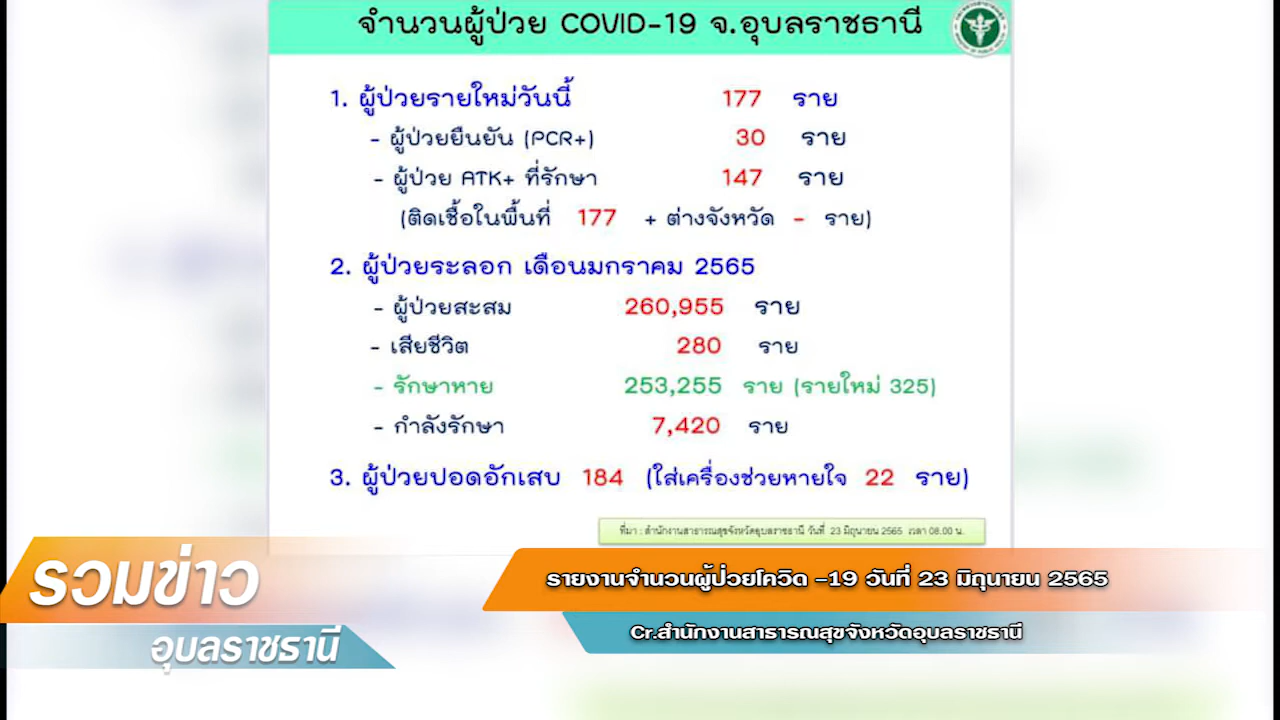 จำนวนผู้ป่วย COVID-19 จ.อุบลราชธานี
1. ผู้ป่วยรายใหม่วันนี้ 177 ราย
- ผู้ป่วยยืนยัน (PCR+) 30 ราย
- ผู้ป่วย ATK+ ที่รักษา 147 ราย
(ติดเชื้อในพื้นที่ 177 + ต่างจังหวัด - ราย)
2. ผู้ป่วยระลอก เดือนมกราคม 2565
- ผู้ป่วยสะสม 260,955 ราย
- เสียชีวิต 280 ราย
- รักษาหาย 253,255 ราย (รายใหม่ 325)
- กำลังรักษา 7,420 ราย
3. ผู้ป่วยปอดอักเสบ 184 (ใส่เครื่องช่วยหายใจ 22 ราย)
ที่มา : สำนักงานสาธารณสุขจังหวัดอุบลราชธานี วันที่ 23 มิถุนายน 2565 เวลา 08.00 น.
รวมข่าว
อุบลราชธานี
รายงานจำนวนผู้ป่วยโควิด -19 วันที่ 23 มิถุนายน 2565
Cr.สำนักงานสาธารณสุขจังหวัดอุบลราชธานี